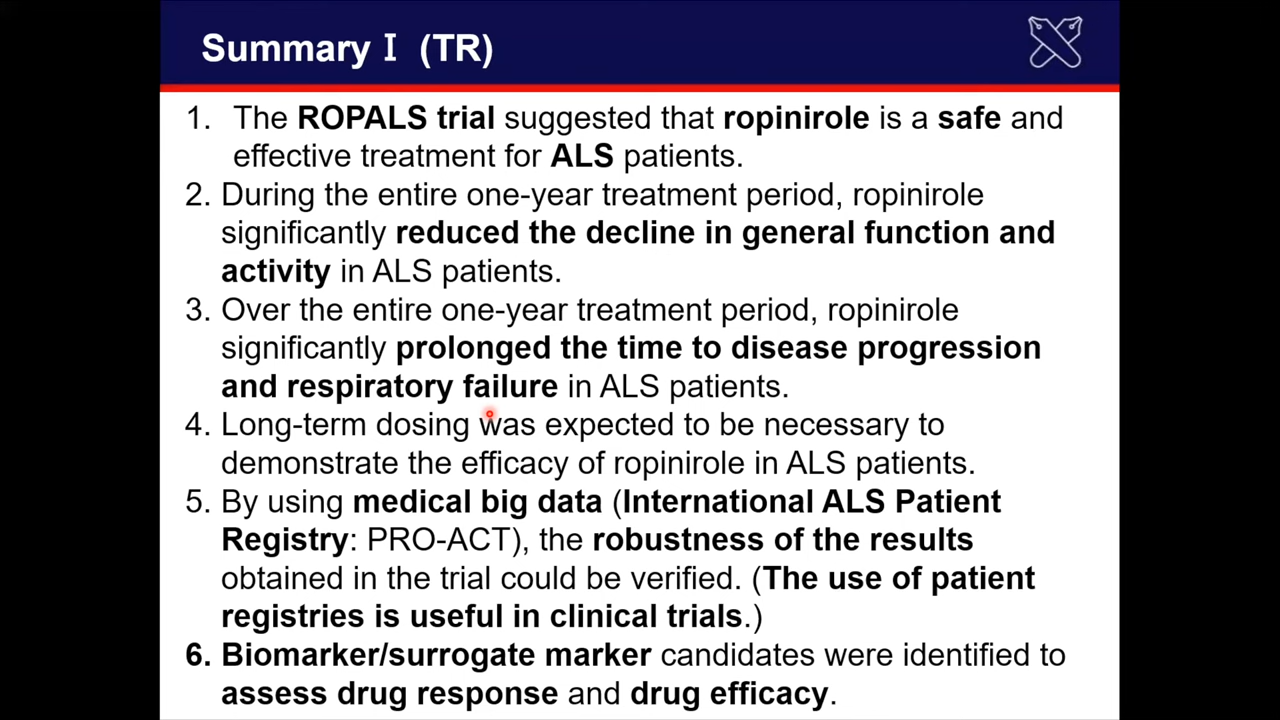 Summary Ⅰ (TR)
1. The ROPALS trial suggested that ropinirole is a safe and
effective treatment for ALS patients.
2. During the entire one-year treatment period, ropinirole
significantly reduced the decline in general function and
activity in ALS patients.
3. Over the entire one-year treatment period, ropinirole
significantly prolonged the time to disease progression
and respiratory failure in ALS patients.
4. Long-term dosing was expected to be necessary to
demonstrate the efficacy of ropinirole in ALS patients.
5. By using medical big data (International ALS Patient
Registry: PRO-ACT), the robustness of the results
obtained in the trial could be verified. (The use of patient
registries is useful in clinical trials.)
6. Biomarker/surrogate marker candidates were identified to
assess drug response and drug efficacy.